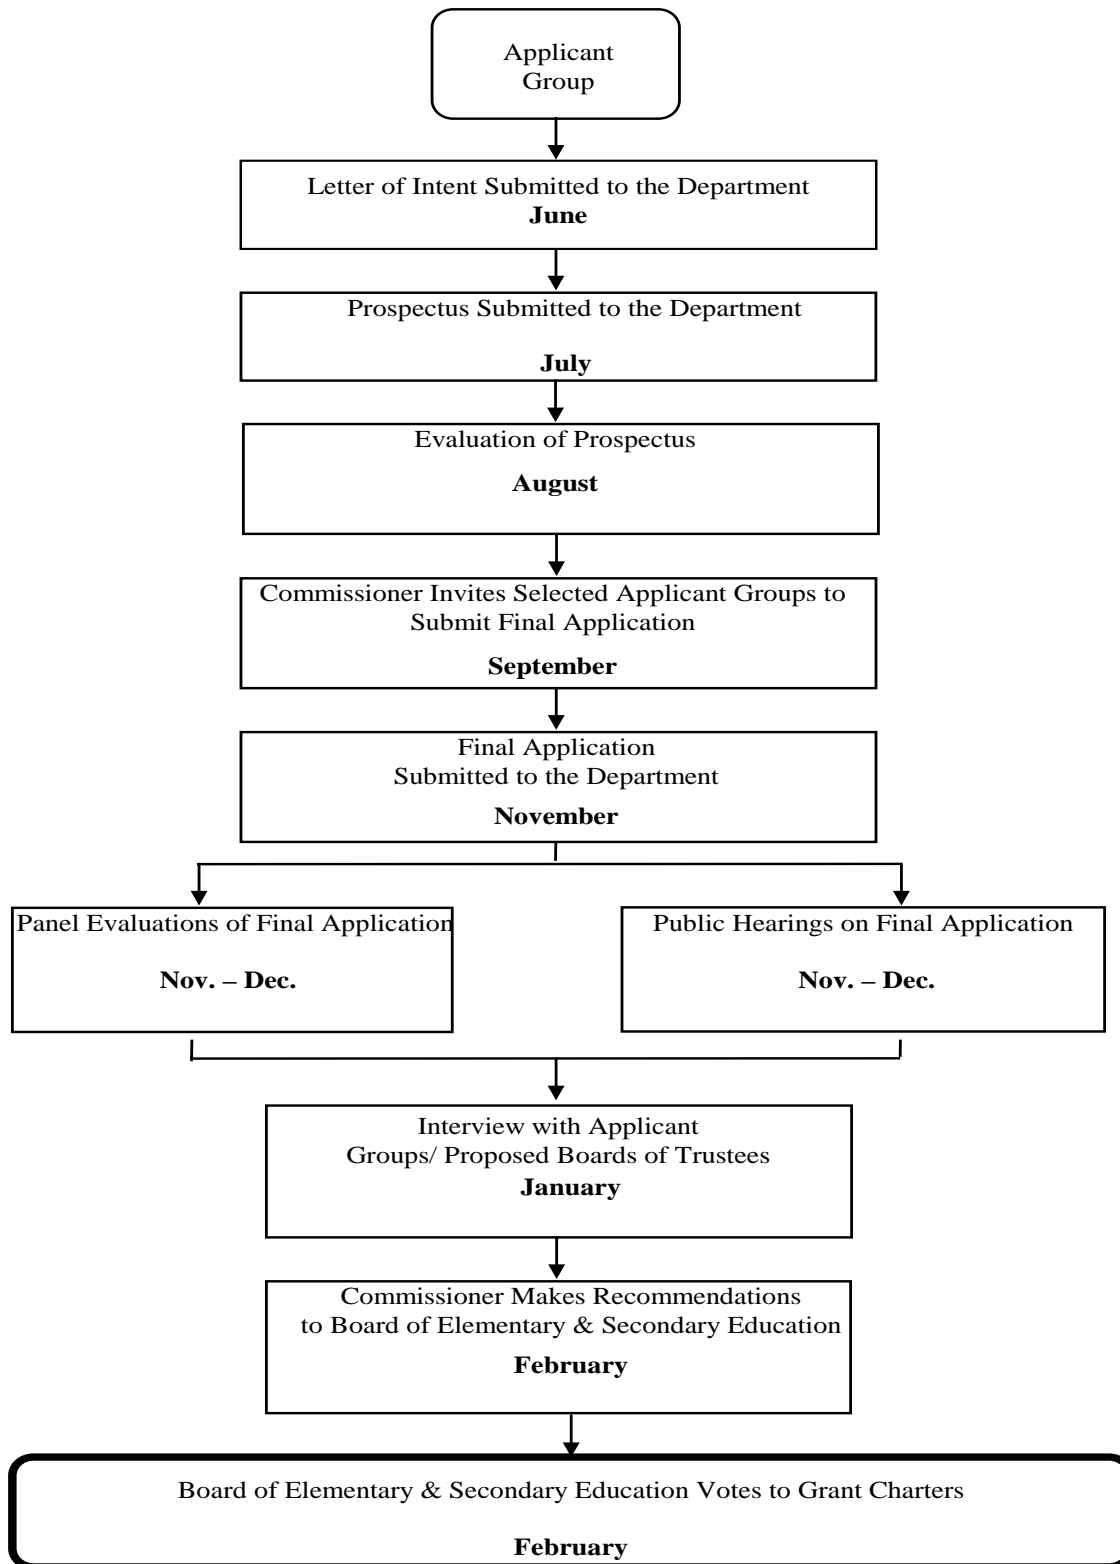 Applicant
Group
Letter of Intent Submitted to the Department
June
Prospectus Submitted to the Department
July
Evaluation of Prospectus
August
Commissioner Invites Selected Applicant Groups to
Submit Final Application
September
Final Application
Submitted to the Department
November
Panel Evaluations of Final Application
Nov. – Dec.
Public Hearings on Final Application
Nov. – Dec.
Interview with Applicant
Groups/ Proposed Boards of Trustees
January
Commissioner Makes Recommendations
to Board of Elementary & Secondary Education
February
Board of Elementary & Secondary Education Votes to Grant Charters
February